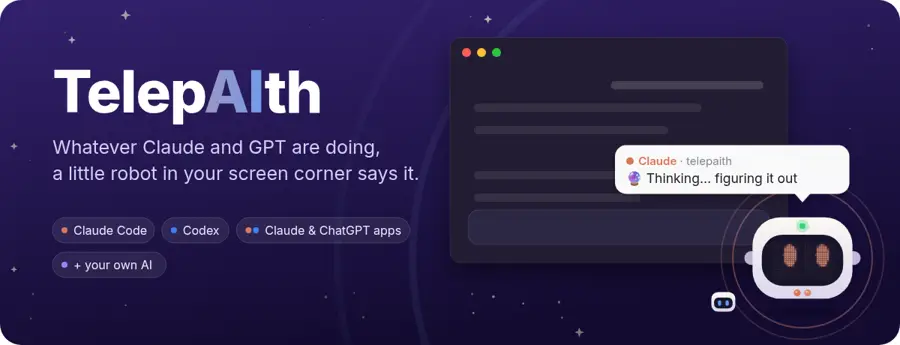 TelepAIth
Whatever Claude and GPT are doing,
a little robot in your screen corner says it.
Claude Code
Codex
Claude & ChatGPT apps
+ your own AI
Claude · telepaith
🔮 Thinking... figuring it out